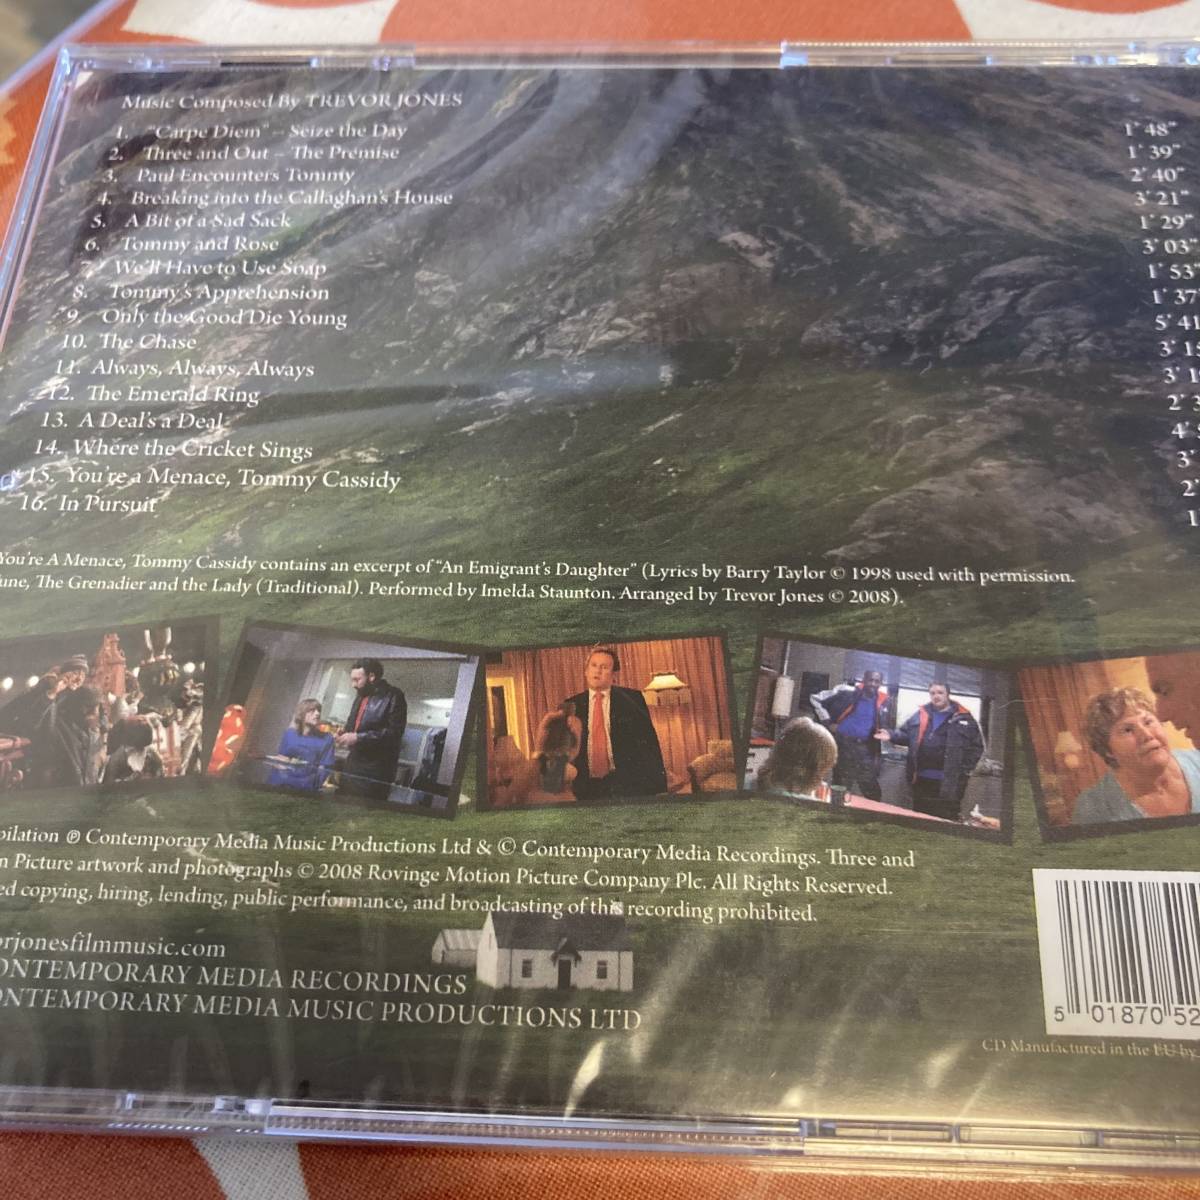 Music Composed By TREVOR JONES
1. "Carpe Diem" – Seize the Day 1' 48"
2. Three and Out – The Premise 1' 39"
3. Paul Encounters Tommy 2' 40"
4. Breaking into the Callaghan's House 3' 21"
5. A Bit of a Sad Sack 1' 29"
6. Tommy and Rose 3' 03"
7. We'll Have to Use Soap 1' 53"
8. Tommy's Apprehension 1' 37
9. Only the Good Die Young 5' 41
10. The Chase 3'
11. Always, Always, Always 3'
12. The Emerald Ring 2'
13. A Deal's a Deal 4'
14. Where the Cricket Sings 3'
15. You're a Menace, Tommy Cassidy 2'
16. In Pursuit 1
You're A Menace, Tommy Cassidy contains an excerpt of "An Emigrant's Daughter" (Lyrics by Barry Taylor © 1998 used with permission.
une, The Grenadier and the Lady (Traditional). Performed by Imelda Staunton. Arranged by Trevor Jones © 2008).
pilation ℗ Contemporary Media Music Productions Ltd & © Contemporary Media Recordings. Three and
n Picture artwork and photographs © 2008 Rovinge Motion Picture Company Plc. All Rights Reserved.
ed copying, hiring, lending, public performance, and broadcasting of this recording prohibited.
orjonesfilmmusic.com
ONTEMPORARY MEDIA RECORDINGS
ONTEMPORARY MEDIA MUSIC PRODUCTIONS LTD
5 01870 52
CD Manufactured in the EU by